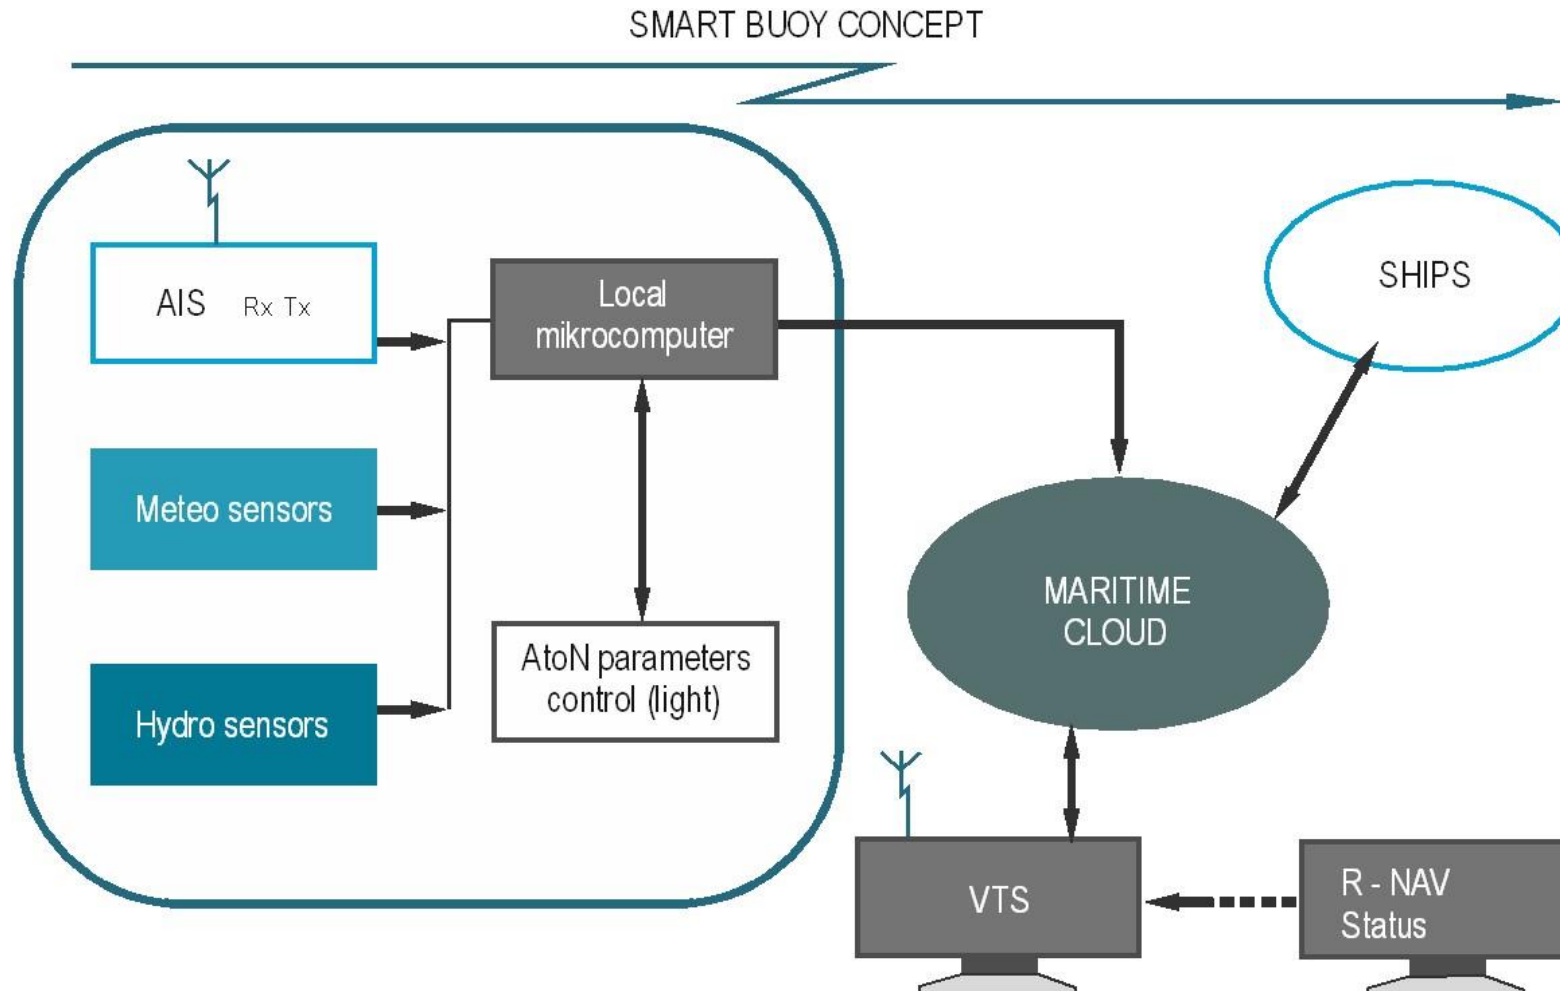 SMART BUOY CONCEPT
AIS Rx Tx
Local
mikrocomputer
SHIPS
Meteo sensors
MARITIME
CLOUD
AtoN parameters
control (light)
Hydro sensors
VTS
R - NAV
Status